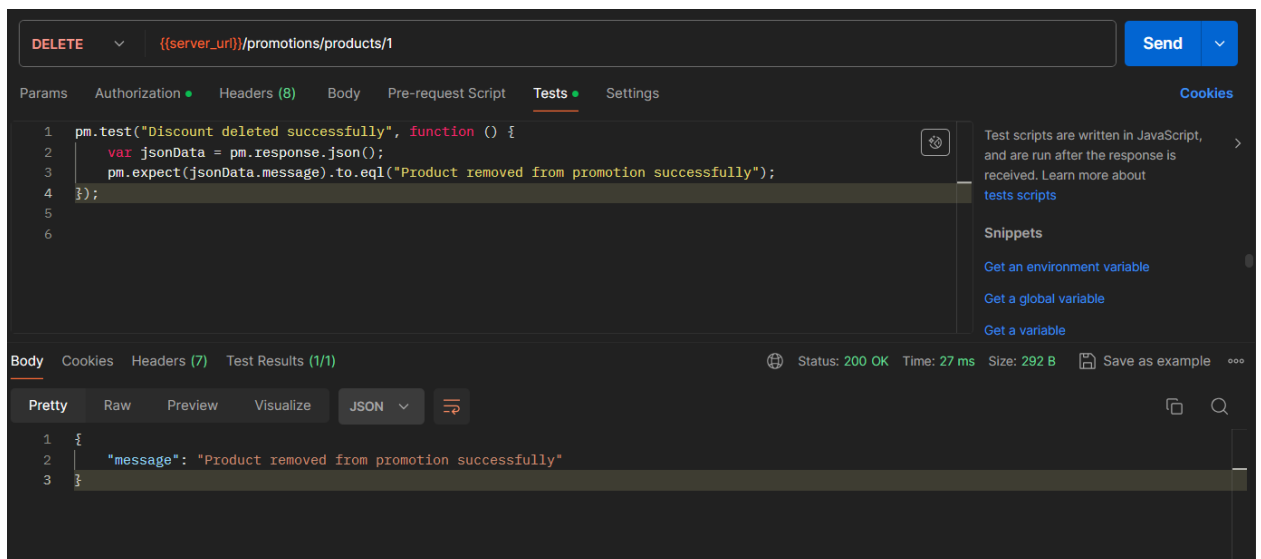 DELETE {{server_url}}/promotions/products/1 Send
Params Authorization Headers (8) Body Pre-request Script Tests Settings Cookies
1 pm.test("Discount deleted successfully", function () {
2 var jsonData = pm.response.json();
3 pm.expect(jsonData.message).to.eql("Product removed from promotion successfully");
4 });
5
6
Test scripts are written in JavaScript,
and are run after the response is
received. Learn more about
tests scripts
Snippets
Get an environment variable
Get a global variable
Get a variable
Body Cookies Headers (7) Test Results (1/1) Status: 200 OK Time: 27 ms Size: 292 B Save as example
Pretty Raw Preview Visualize JSON
1 {
2 "message": "Product removed from promotion successfully"
3 }